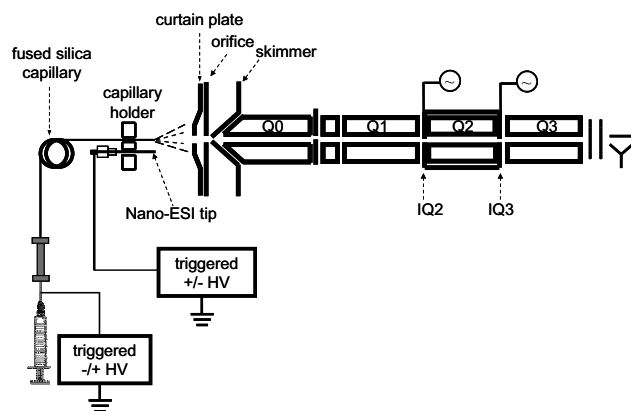 curtain plate
orifice
skimmer
fused silica
capillary
capillary
holder
Q0
Q1
Q2
Q3
Nano-ESI tip
IQ2
IQ3
triggered
+/- HV
triggered
-/+ HV